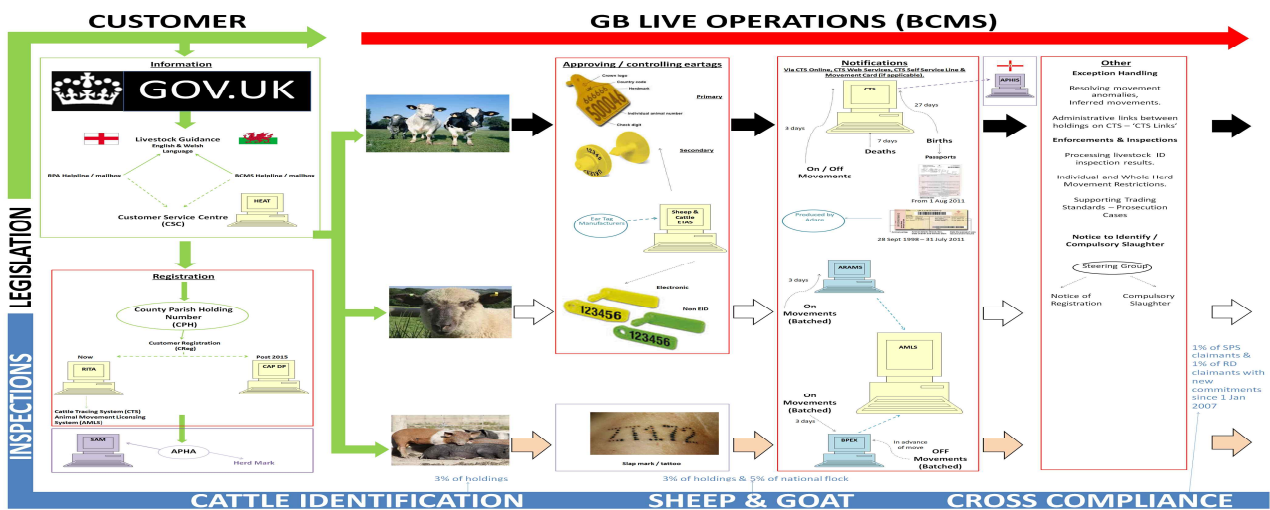 CUSTOMER
GB LIVE OPERATIONS (BCMS)
LEGISLATION
INSPECTIONS
Information
GOV.UK
Livestock Guidance
English & Welsh
Language
RPA Helpline / mailbox
BCMS Helpline / mailbox
HEAT
Customer Service Centre
(CSC)
Registration
County Parish Holding
Number
(CPH)
Customer Registration
(CReg)
Now
Post 2015
RITA
CAP DP
Cattle Tracing System (CTS)
Animal Movement Licensing
System (AMLS)
SAM
APHA
Herd Mark
Approving / controlling eartags
Crown logo
Country code
Herdmark
Primary
500046
Individual animal number
Check digit
Secondary
Ear Tag
Manufacturers
Sheep &
Cattle
ETAS
Electronic
Non EID
123456
123456
ZT172
Slap mark / tattoo
Notifications
Via CTS Online, CTS Web Services, CTS Self Service Line &
Movement Card (if applicable).
CTS
APHIS
27 days
3 days
7 days
Deaths
Births
Passports
On / Off
Movements
From 1 Aug 2011
Produced by
28 Sept 1998 – 31 July 2011
ARAMS
3 days
On
Movements
(Batched)
AMLS
On
Movements
(Batched)
3 days
BPEX
In advance
of move
OFF
Movements
(Batched)
Other
Exception Handling
Resolving movement
anomalies,
Inferred movements.
Administrative links between
holdings on CTS – 'CTS Links'
Enforcements & Inspections
Processing livestock ID
inspection results.
Individual and Whole Herd
Movement Restrictions.
Supporting Trading
Standards – Prosecution
Cases
Notice to Identify /
Compulsory Slaughter
Steering Group
Notice of
Registration
Compulsory
Slaughter
1% of SPS
claimants &
1% of RD
claimants with
new
commitments
since 1 Jan
2007
3% of holdings
3% of holdings & 5% of national flock
CATTLE IDENTIFICATION
SHEEP & GOAT
CROSS COMPLIANCE